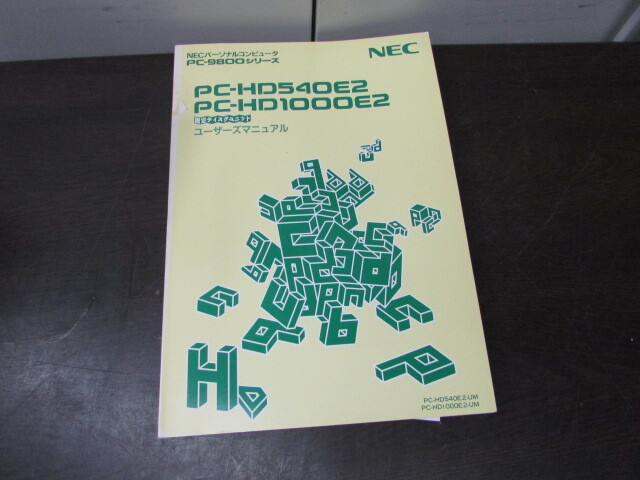 NECパーソナルコンピュータ
PC-9800シリーズ
NEC
PC-HD540E2
PC-HD1000E2
固定ディスクユニット
ユーザーズマニュアル
PC-HD540E2-UM
PC-HD1000E2-UM